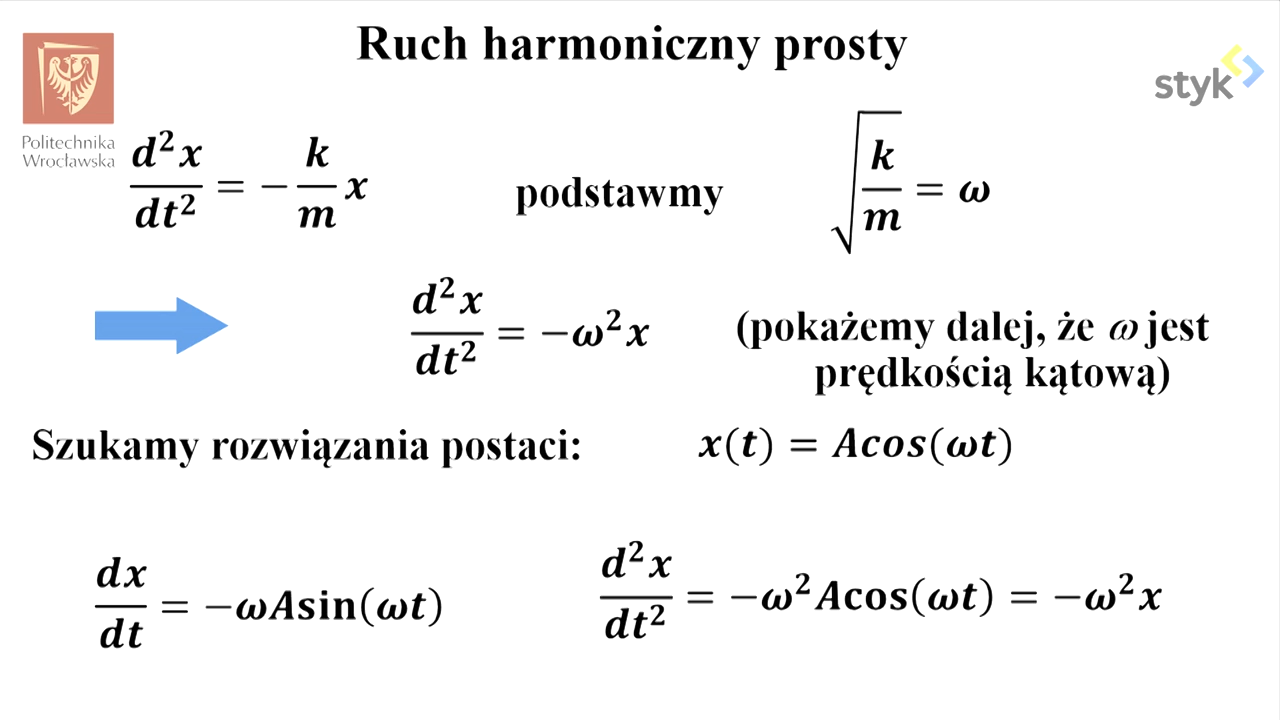 Ruch harmoniczny prosty
styk
Politechnika
Wrocławska
d²x/dt² = −k/m x
podstawmy
√(k/m) = ω
d²x/dt² = −ω²x
(pokażemy dalej, że ω jest
prędkością kątową)
Szukamy rozwiązania postaci:
x(t) = Acos(ωt)
dx/dt = −ωAsin(ωt)
d²x/dt² = −ω²Acos(ωt) = −ω²x